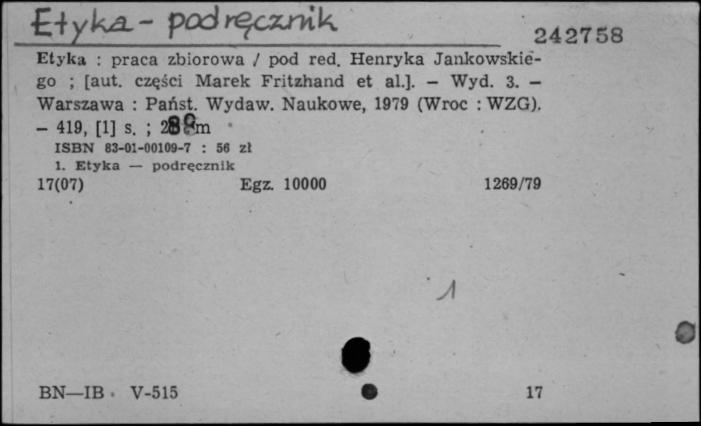 Etyka - podręcznik
242758
Etyka : praca zbiorowa / pod red. Henryka Jankowskie-
go ; [aut. części Marek Fritzhand et al.]. — Wyd. 3. —
Warszawa : Państ. Wydaw. Naukowe, 1979 (Wroc : WZG).
— 419, [1] s. ;
ISBN 83-01-00109-7 : 56 zł
1. Etyka — podręcznik
17(07) Egz. 10000 1269/79
1
BN—IB V-515 17